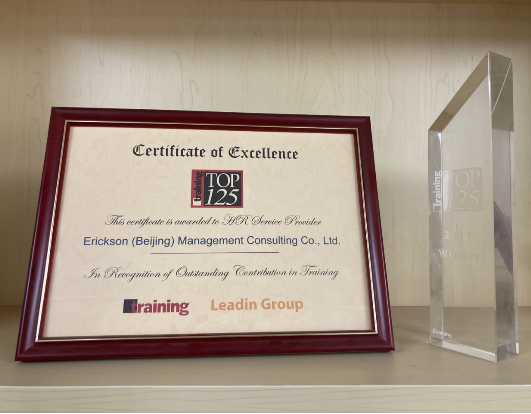 Certificate of Excellence
training
TOP
125
This certificate is awarded to HR Service Provider
Erickson (Beijing) Management Consulting Co., Ltd.
In Recognition of Outstanding Contribution in Training
training
Leadin Group
training
TOP
125
Winner